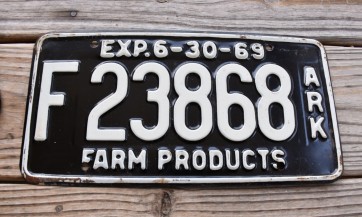 EXP. 6-30-69
F 23868
ARK
FARM PRODUCTS